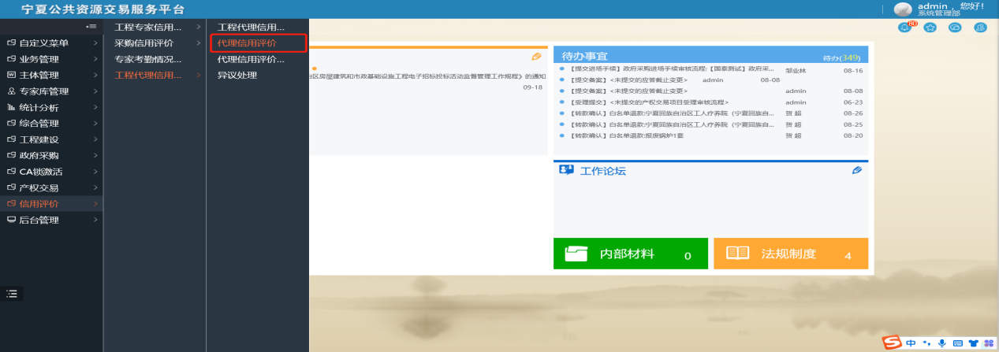 宁夏公共资源交易服务平台
admin，您好!
系统管理部
80
自定义菜单
业务管理
主体管理
专家库管理
统计分析
综合管理
工程建设
政府采购
CA锁激活
产权交易
信用评价
后台管理
工程专家信用...
采购信用评价
专家考勤情况...
工程代理信用...
工程代理信用...
代理信用评价
代理信用评价...
异议处理
区房屋建筑和市政基础设施工程电子招标投标活动监督管理工作规程》的通知
09-18
待办事宜
待办(349)
【提交进场手续】政府采购进场手续审核流程:【国泰测试】政府采... 邹业林 08-16
【提交备案】<未提交的应答截止变更> admin 08-08
【提交备案】<未提交的应答截止变更> admin 08-08
【受理提交】<未提交的产权交易项目受理审核流程> admin 06-23
【转款确认】白名单退款:宁夏回族自治区工人疗养院（宁夏回族自... 贺 超 08-26
【转款确认】白名单退款:宁夏回族自治区工人疗养院（宁夏回族自... 贺 超 08-25
【转款确认】白名单退款:报废锅炉1套 贺 超 08-20
工作论坛
内部材料 0
法规制度 4
中